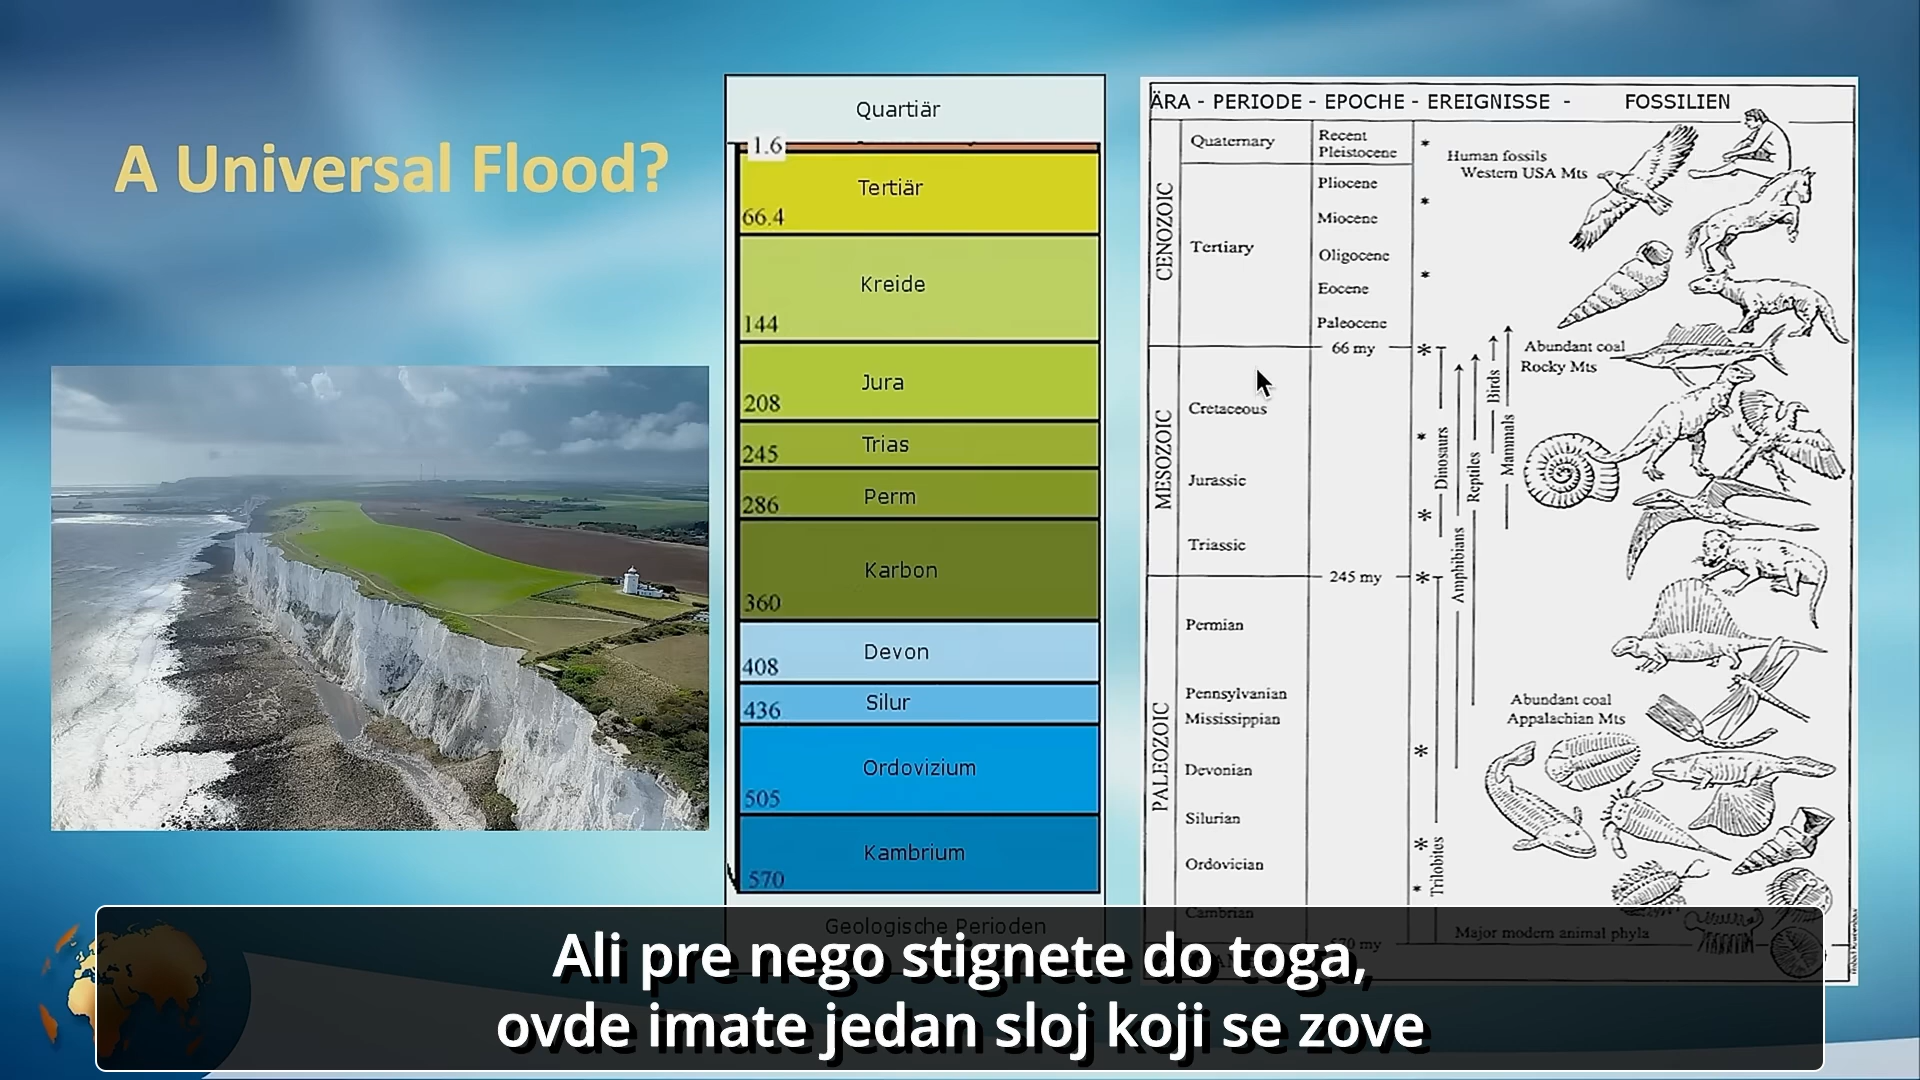 A Universal Flood?
Quartiär
1.6
Tertiär
66.4
Kreide
144
Jura
208
Trias
245
Perm
286
Karbon
360
Devon
408
Silur
436
Ordovizium
505
Kambrium
570
Geologische Perioden
ÄRA - PERIODE - EPOCHE - EREIGNISSE - FOSSILIEN
CENOZOIC
Quaternary
Recent
Pleistocene
Human fossils
Western USA Mts
Tertiary
Pliocene
Miocene
Oligocene
Eocene
Paleocene
66 my
Abundant coal
Rocky Mts
MESOZOIC
Cretaceous
Jurassic
Triassic
Dinosaurs
Reptiles
Birds
Mammals
Amphibians
245 my
PALEOZOIC
Permian
Pennsylvanian
Mississippian
Abundant coal
Appalachian Mts
Devonian
Silurian
Ordovician
Trilobites
Cambrian
Major modern animal phyla
my
Ali pre nego stignete do toga,
ovde imate jedan sloj koji se zove